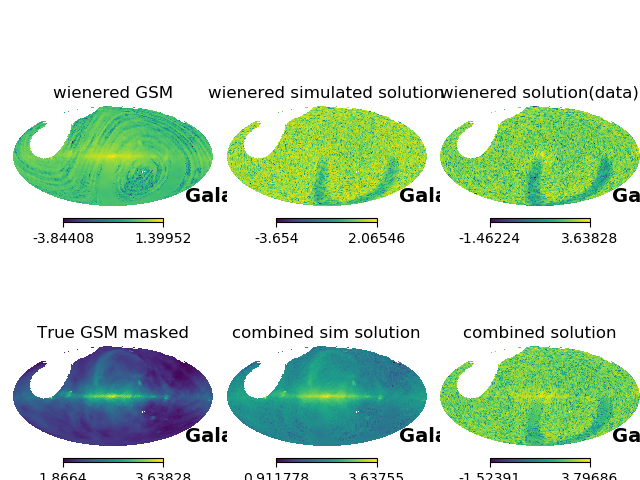 wienered GSM
wienered simulated solution
wienered solution(data)
Gala
Gala
Ga
-3.84408 1.39952
-3.654 2.06546
-1.46224 3.63828
True GSM masked
combined sim solution
combined solution
Gala
Gala
Ga
1.8664 3.63828
0.911778 3.63755
-1.52391 3.79686